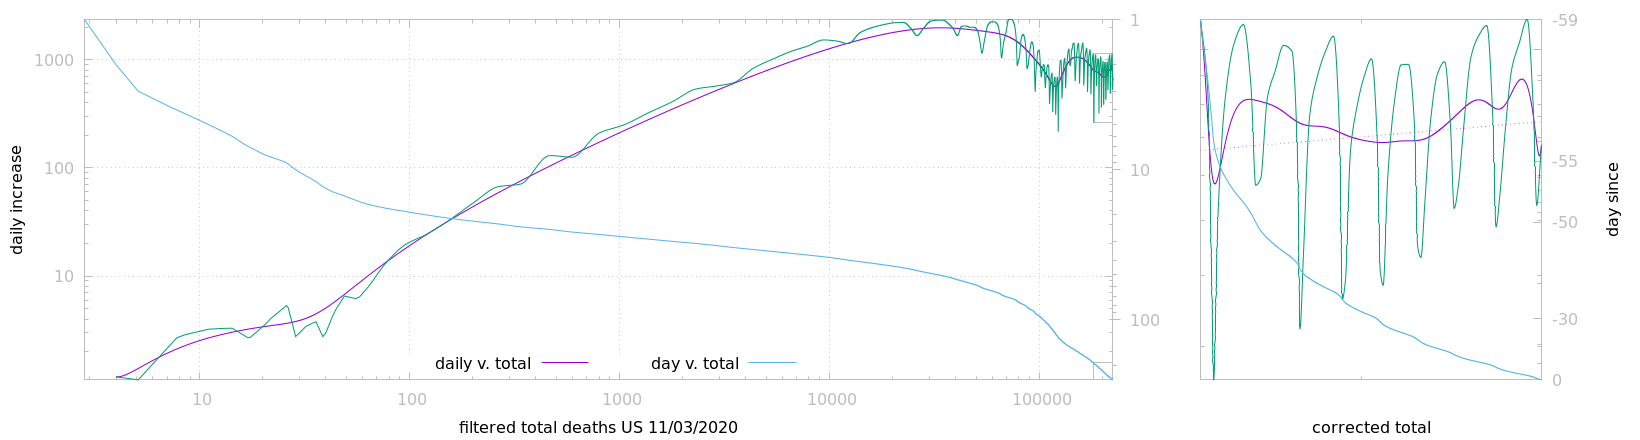 daily increase
1000
100
10
daily v. total
day v. total
10
100
1000
10000
100000
filtered total deaths US 11/03/2020
1
10
100
-59
-55
-50
-30
0
day since
corrected total